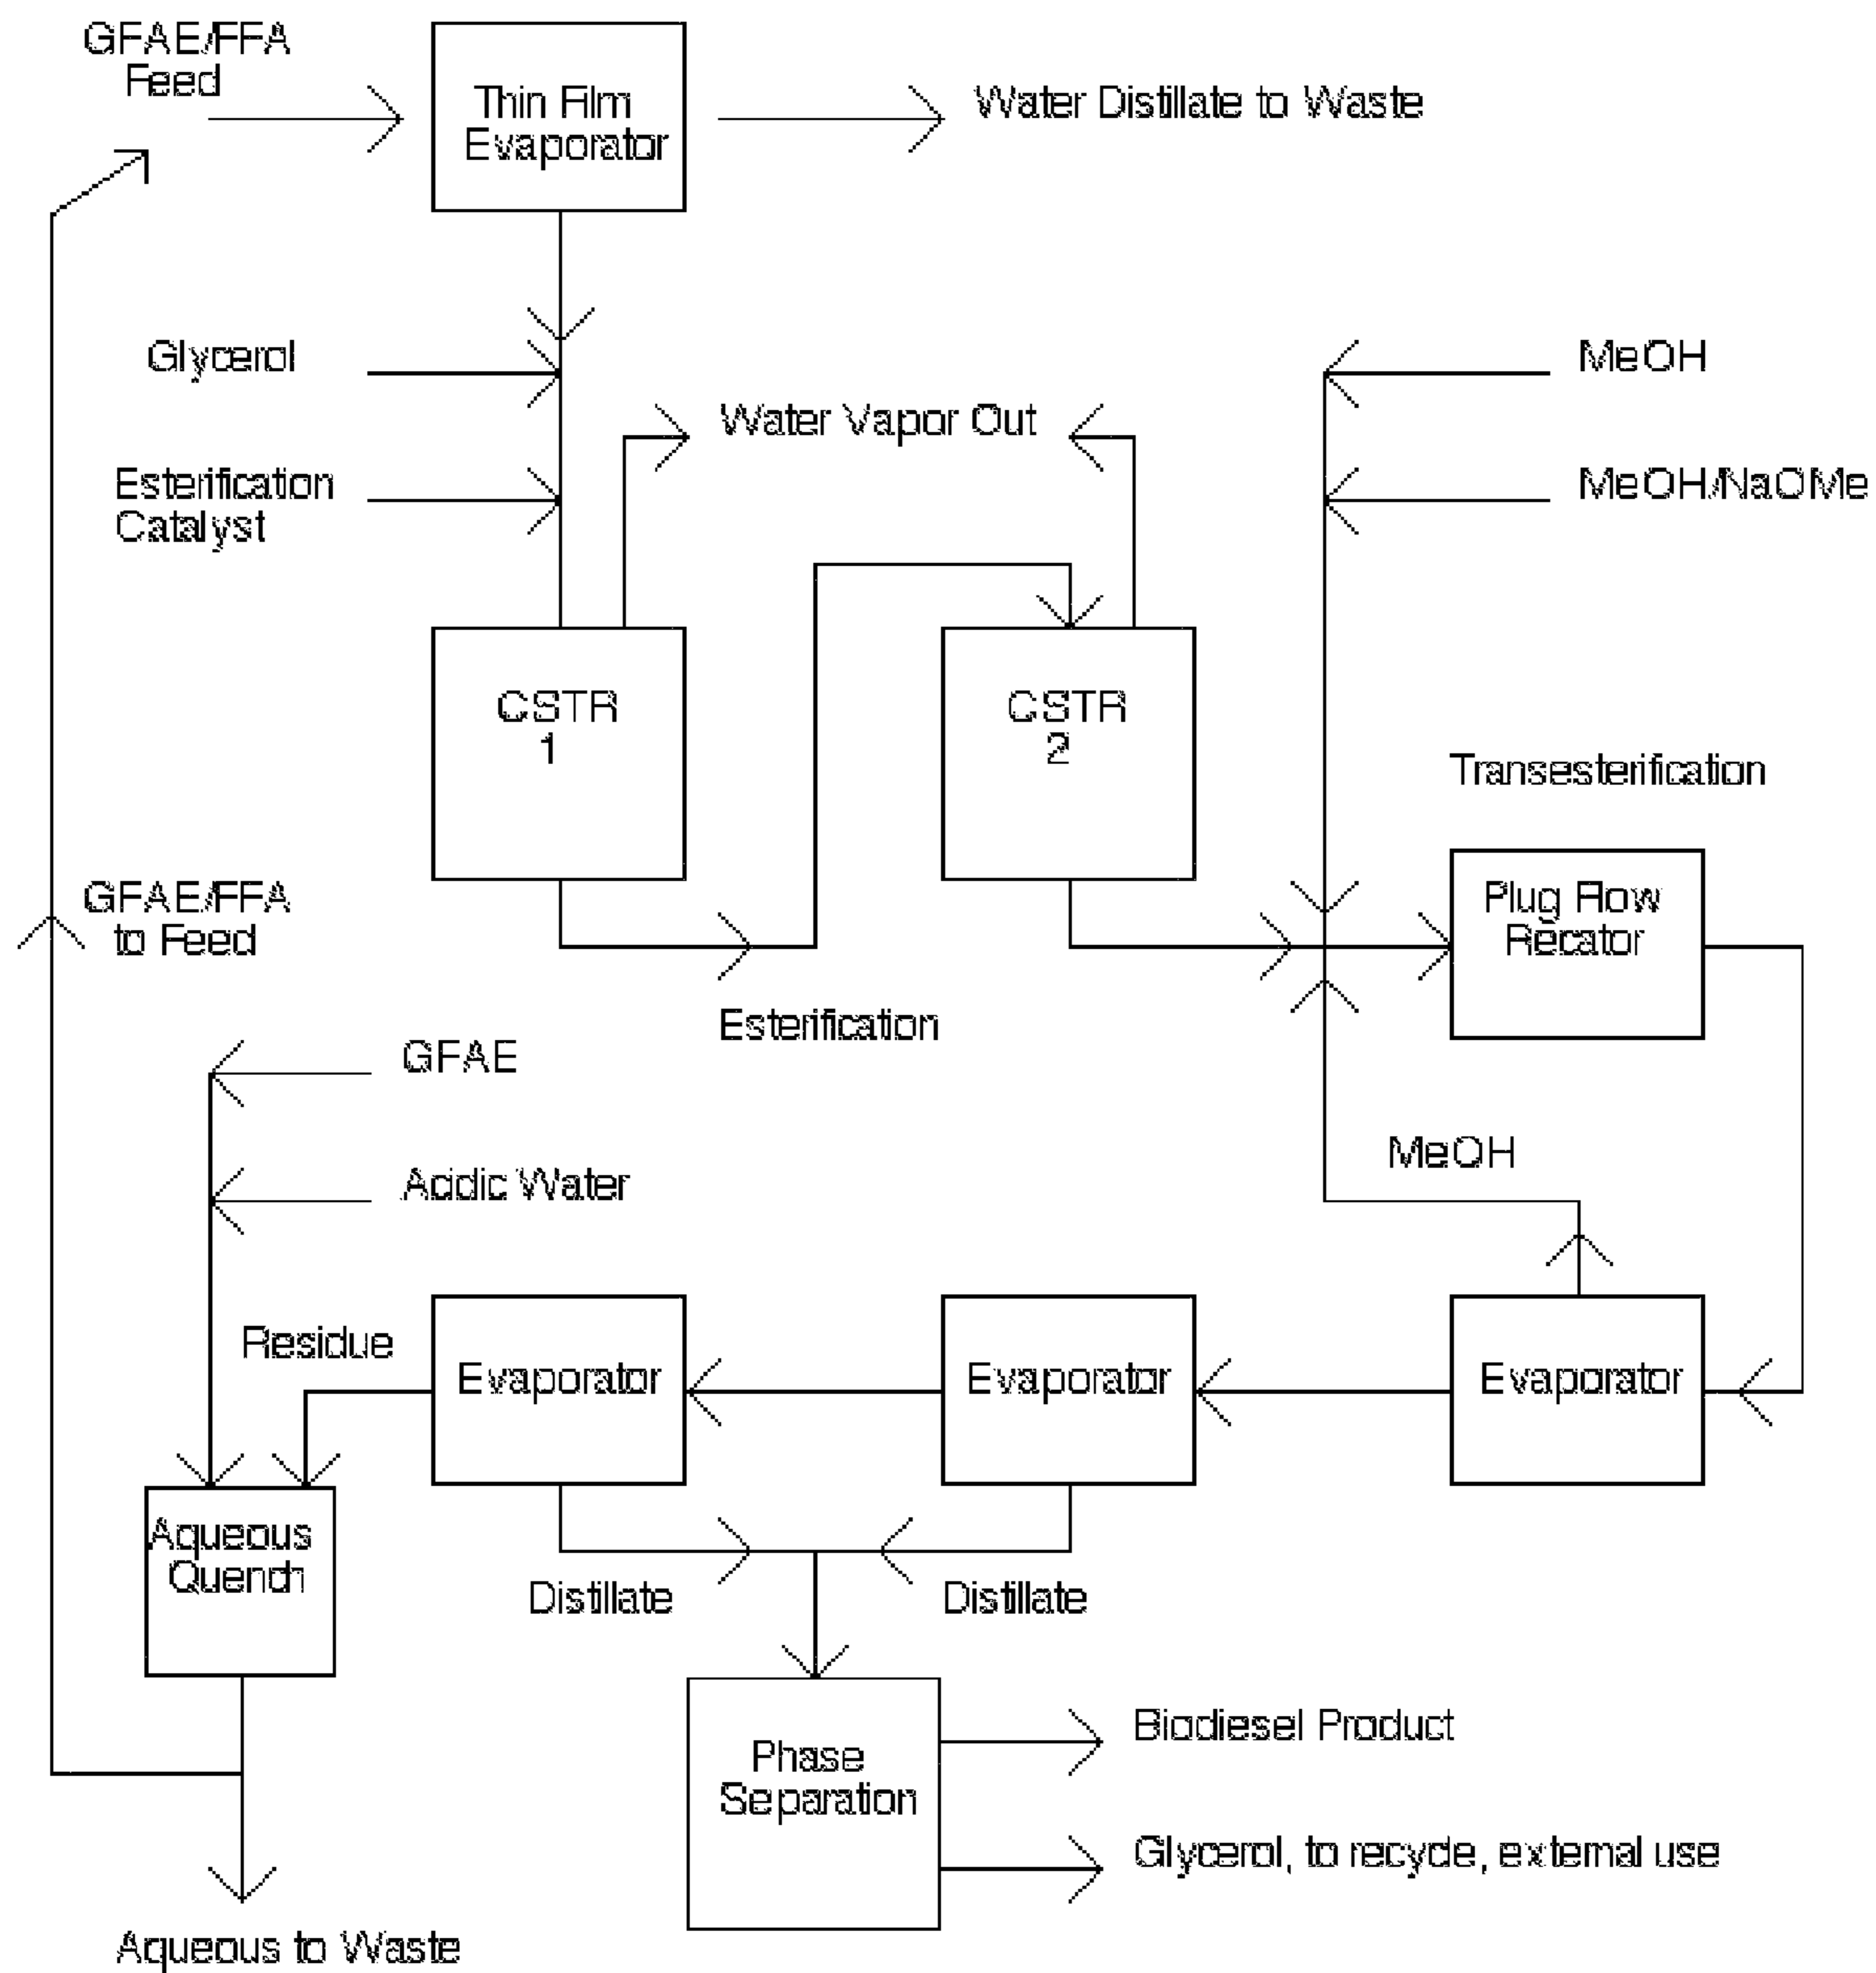 GFAE/FFA
Feed
Thin Film
Evaporator
Water Distillate to Waste
Glycerol
MeOH
Water Vapor Out
Esterification
Catalyst
MeOH/NaOMe
CSTR
1
CSTR
2
Transesterification
GFAE/FFA
to Feed
Plug Flow
Recator
Esterification
GFAE
MeOH
Acidic Water
Residue
Evaporator
Evaporator
Evaporator
Aqueous
Quench
Distillate
Distillate
Biodiesel Product
Phase
Separation
Glycerol, to recycle, external use
Aqueous to Waste